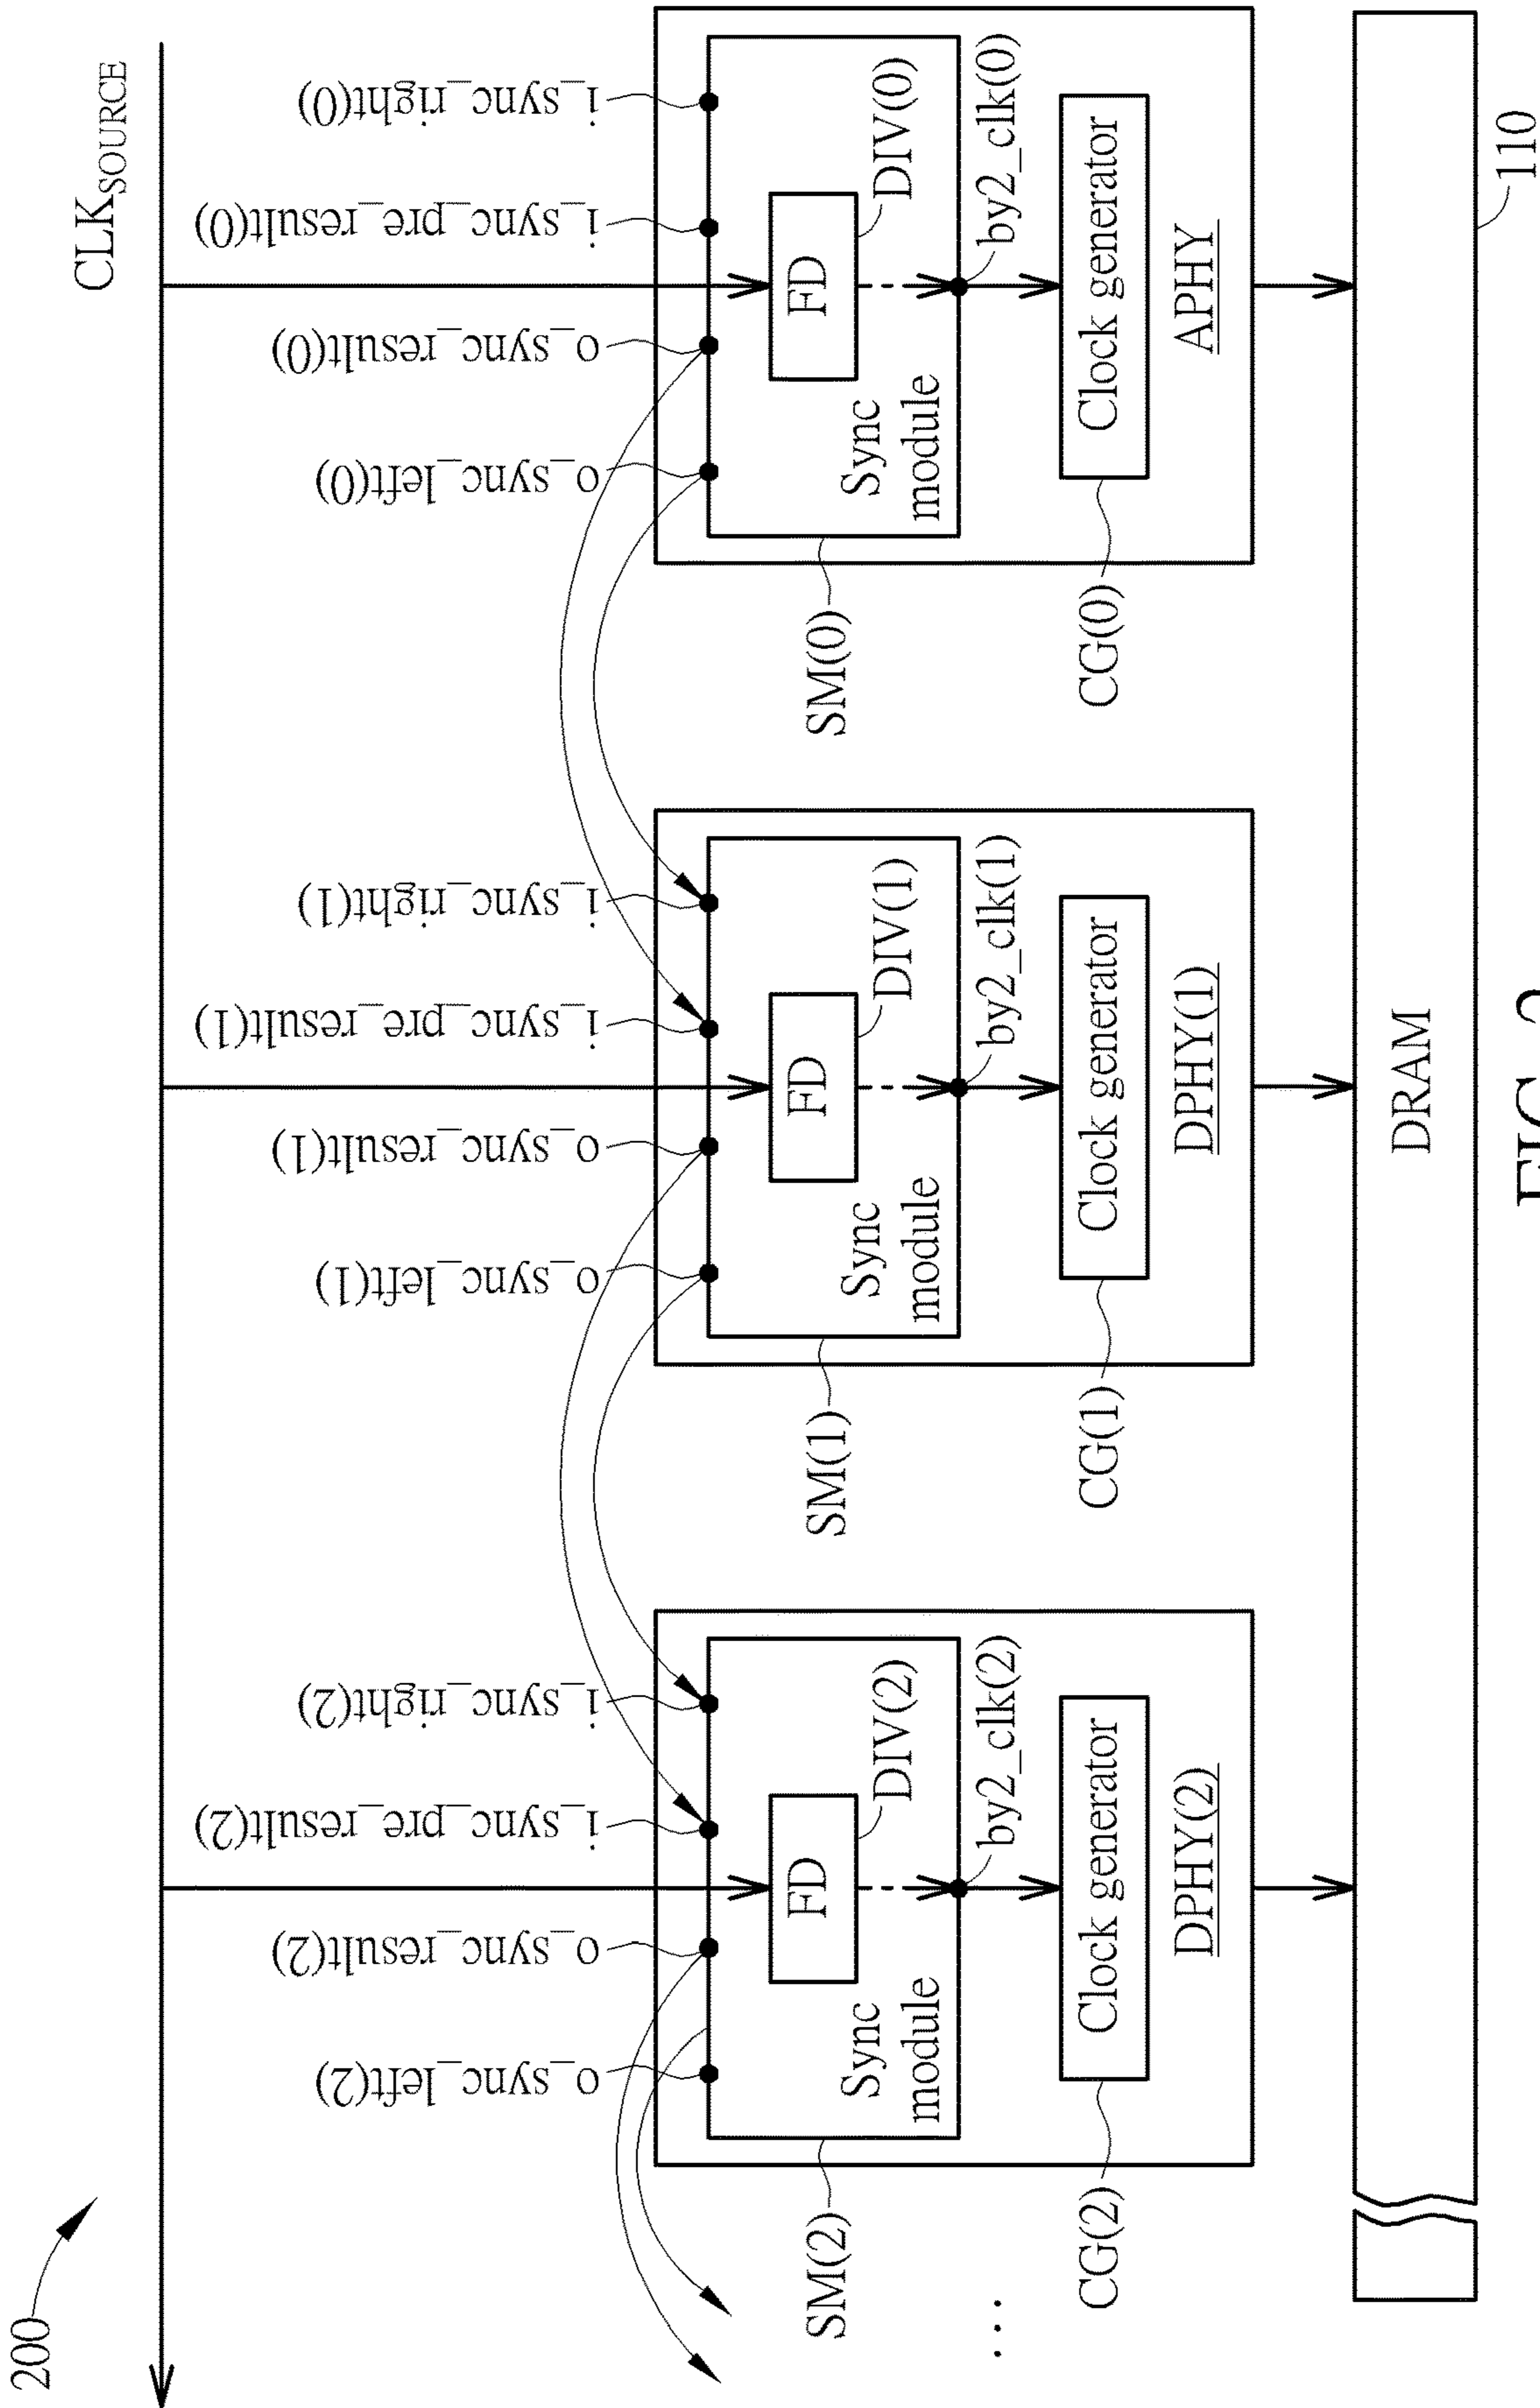 200
CLK_SOURCE
o_sync_left(2)
o_sync_result(2)
i_sync_pre_result(2)
i_sync_right(2)
o_sync_left(1)
o_sync_result(1)
i_sync_pre_result(1)
i_sync_right(1)
o_sync_left(0)
o_sync_result(0)
i_sync_pre_result(0)
i_sync_right(0)
SM(2)
Sync
module
FD
DIV(2)
SM(1)
Sync
module
FD
DIV(1)
SM(0)
Sync
module
FD
DIV(0)
...
by2_clk(2)
by2_clk(1)
by2_clk(0)
CG(2)
Clock generator
CG(1)
Clock generator
CG(0)
Clock generator
DPHY(2)
DPHY(1)
APHY
DRAM
110